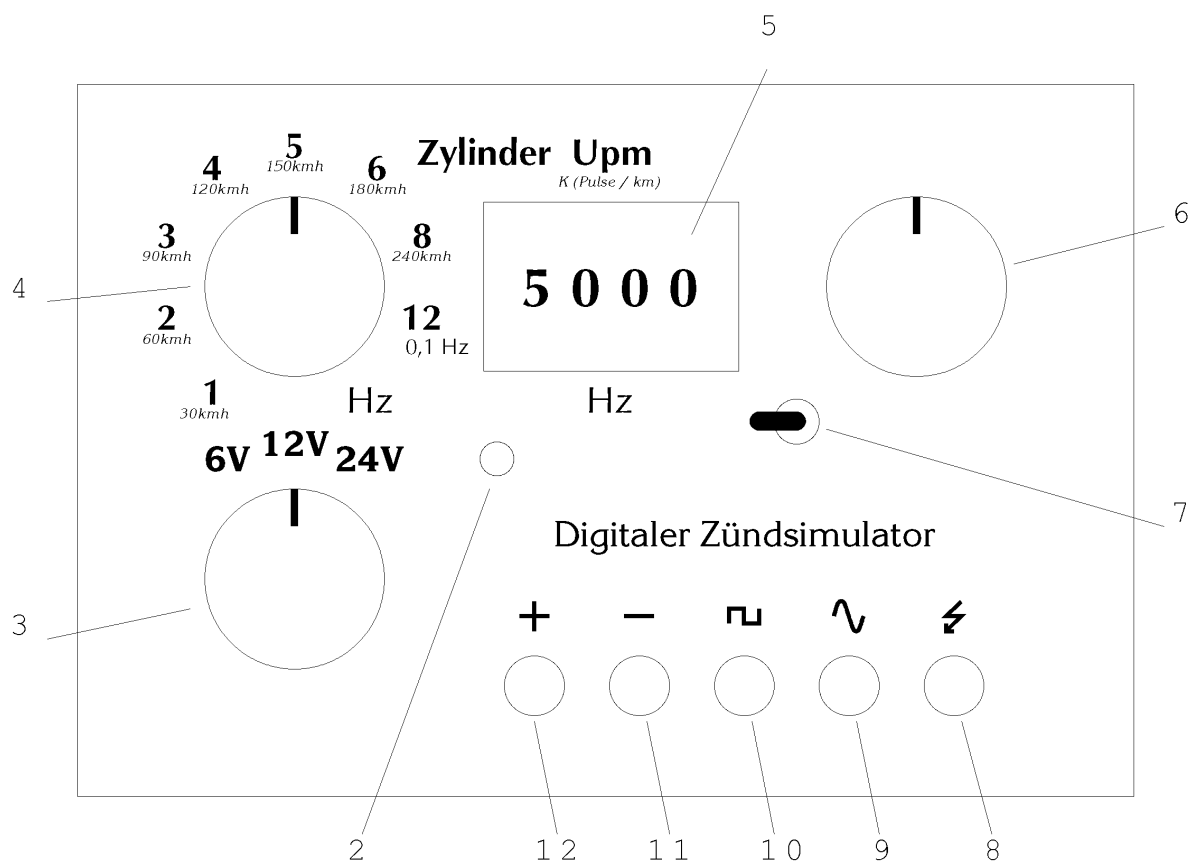 5
Zylinder Upm
K (Pulse / km)
5
150kmh
4
120kmh
6
180kmh
3
90kmh
8
240kmh
2
60kmh
12
0,1 Hz
1
30kmh
Hz
5 0 0 0
Hz
6
4
6V 12V 24V
7
Digitaler Zündsimulator
3
+ −
2
12 11 10 9 8